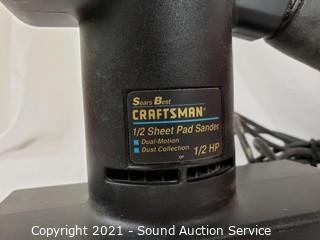 Sears Best
CRAFTSMAN
1/2 Sheet Pad Sander
Dual-Motion
Dust Collection 1/2 HP
Copyright 2021 - Sound Auction Service